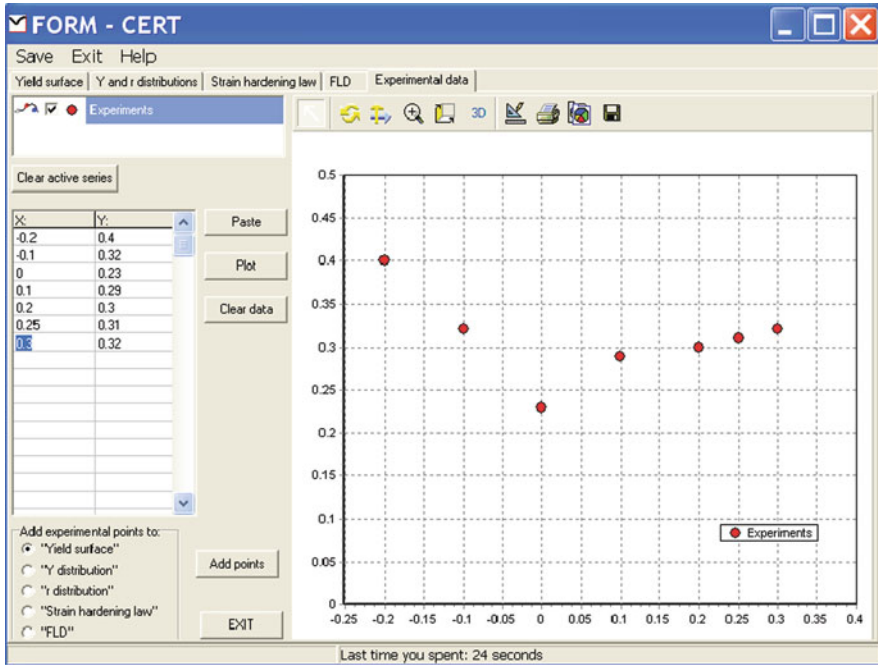 FORM - CERT
Save Exit Help
Yield surface Y and r distributions Strain hardening law FLD Experimental data
Experiments
3D
Clear active series
X: Y:
-0.2 0.4
-0.1 0.32
0 0.23
0.1 0.29
0.2 0.3
0.25 0.31
0.3 0.32
Paste
Plot
Clear data
Add experimental points to:
"Yield surface"
"Y distribution"
"r distribution"
"Strain hardening law"
"FLD"
Add points
EXIT
0.5
0.45
0.4
0.35
0.3
0.25
0.2
0.15
0.1
0.05
0
-0.25 -0.2 -0.15 -0.1 -0.05 0 0.05 0.1 0.15 0.2 0.25 0.3 0.35 0.4
Experiments
Last time you spent: 24 seconds